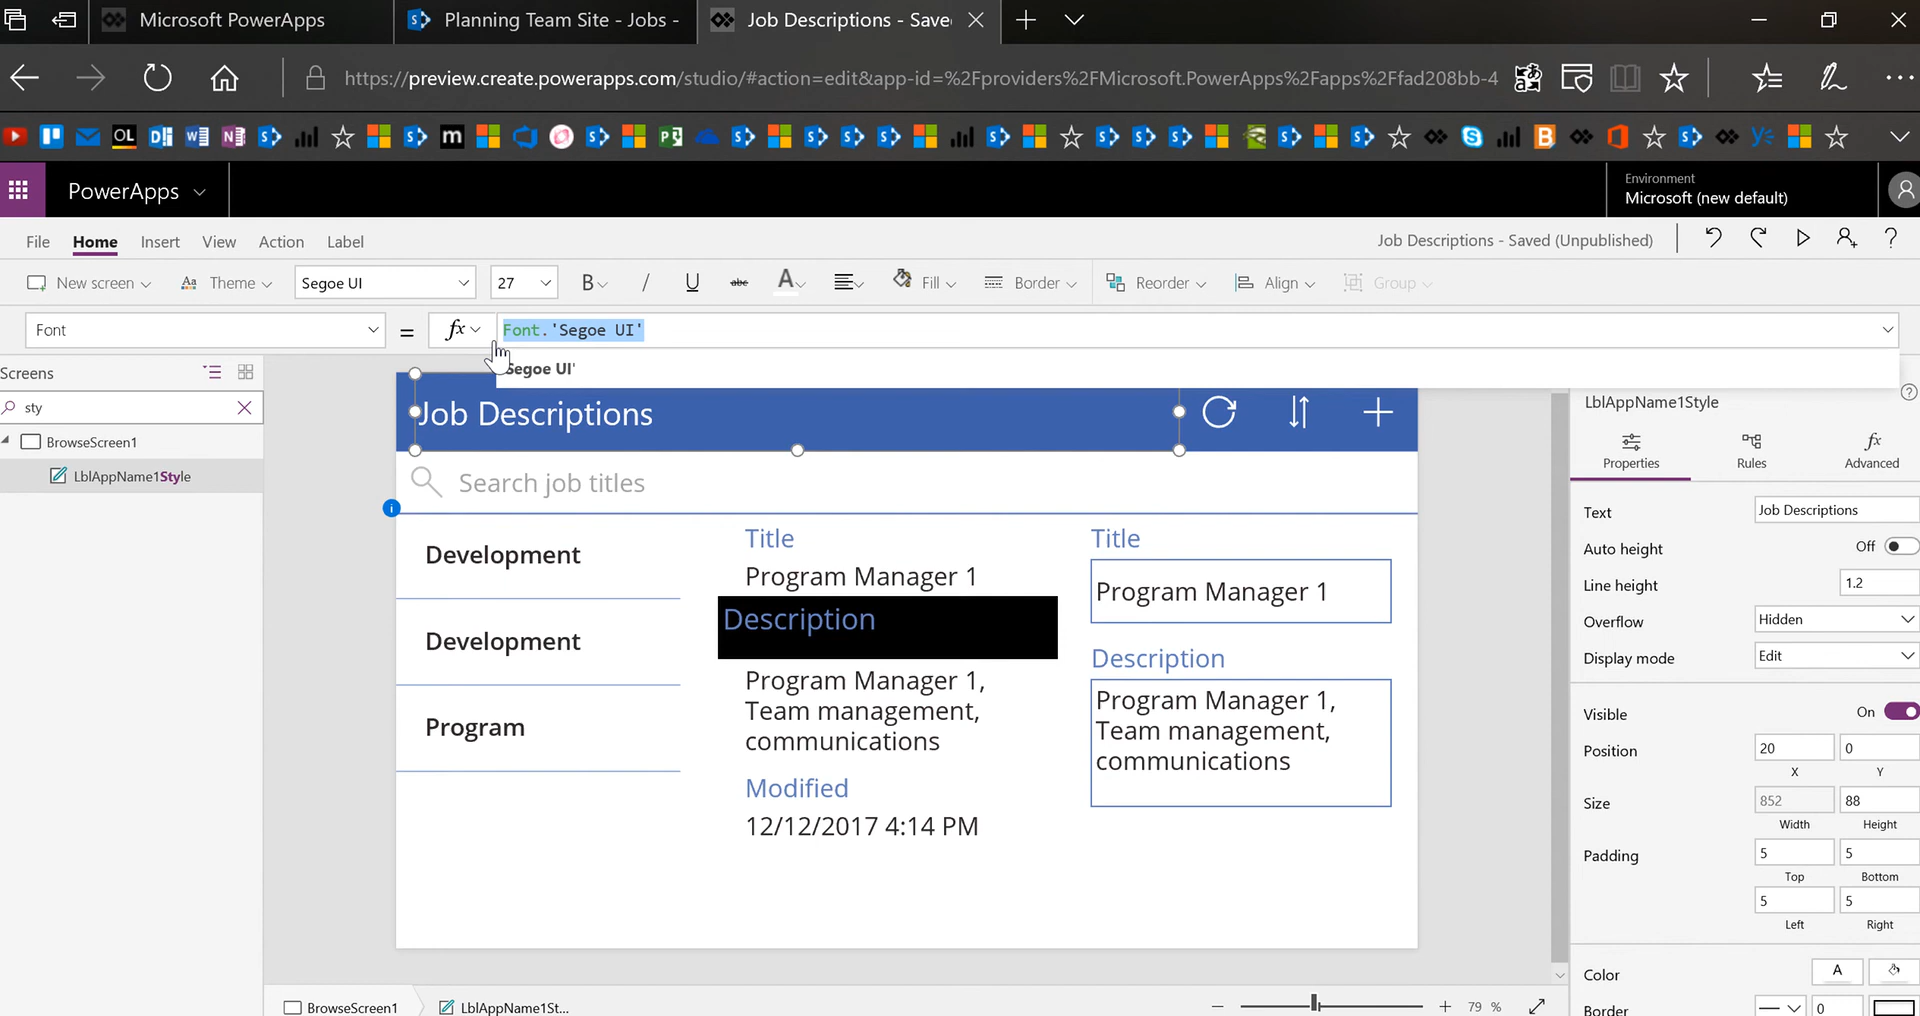 Microsoft PowerApps
Planning Team Site - Jobs -
Job Descriptions - Save
https://preview.create.powerapps.com/studio/#action=edit&app-id=%2Fproviders%2FMicrosoft.PowerApps%2Fapps%2Ffad208bb-4
PowerApps
Environment
Microsoft (new default)
File Home Insert View Action Label
Job Descriptions - Saved (Unpublished)
New screen Theme Segoe UI 27 B / U abc A Fill Border Reorder Align Group
Font = fx Font.'Segoe UI'
Segoe UI'
Screens
sty
BrowseScreen1
LblAppName1Style
Job Descriptions
Search job titles
Development
Development
Program
Title
Program Manager 1
Description
Program Manager 1,
Team management,
communications
Modified
12/12/2017 4:14 PM
Title
Program Manager 1
Description
Program Manager 1,
Team management,
communications
LblAppName1Style
Properties Rules Advanced
Text Job Descriptions
Auto height Off
Line height 1.2
Overflow Hidden
Display mode Edit
Visible On
Position 20 0
X Y
Size 852 88
Width Height
Padding 5 5
Top Bottom
5 5
Left Right
Color A
Border 0
BrowseScreen1 LblAppName1St...
79 %